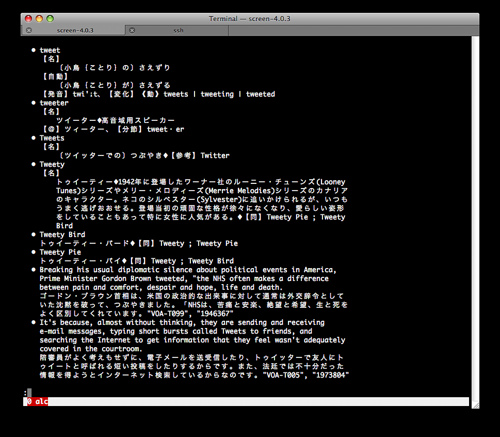 Terminal — screen-4.0.3
screen-4.0.3
ssh
● tweet
【名】
〔小鳥《ことり》の〕さえずり
【自動】
〔小鳥《ことり》が〕さえずる
【発音】twi':t、【変化】《動》tweets | tweeting | tweeted
● tweeter
【名】
ツイーター◆高音域用スピーカー
【@】ツィーター、【分節】tweet・er
● Tweets
【名】
〔ツイッターでの〕つぶやき◆【参考】Twitter
● Tweety
【名】
トゥイーティー◆1942年に登場したワーナー社のルーニー・チューンズ(Looney
Tunes)シリーズやメリー・メロディーズ(Merrie Melodies)シリーズのカナリア
のキャラクター。ネコのシルベスター(Sylvester)に追いかけられるが、いつも
うまく逃げおおせる。登場当初の頑固な性格が徐々になくなり、愛らしい姿形
をしていることもあって特に女性に人気がある。◆【同】Tweety Pie ; Tweety
Bird
● Tweety Bird
トゥイーティー・バード◆【同】Tweety ; Tweety Pie
● Tweety Pie
トゥイーティー・パイ◆【同】Tweety ; Tweety Bird
● Breaking his usual diplomatic silence about political events in America,
Prime Minister Gordon Brown tweeted, "the NHS often makes a difference
between pain and comfort, despair and hope, life and death.
ゴードン・ブラウン首相は、米国の政治的な出来事に対して通常は外交辞令として
いた沈黙を破って、つぶやきました。「NHSは、苦痛と安楽、絶望と希望、生と死を
よく区別してくれています。"VOA-T099", "1946367"
● It's because, almost without thinking, they are sending and receiving
e-mail messages, typing short bursts called Tweets to friends, and
searching the Internet to get information that they feel wasn't adequately
covered in the courtroom.
陪審員がよく考えもせずに、電子メールを送受信したり、トゥイッターで友人にト
ゥイートと呼ばれる短い投稿をしたりするからです。また、法廷では不十分だった
情報を得ようとインターネット検索しているからなのです。"VOA-T005", "1973804"
:
0 alc